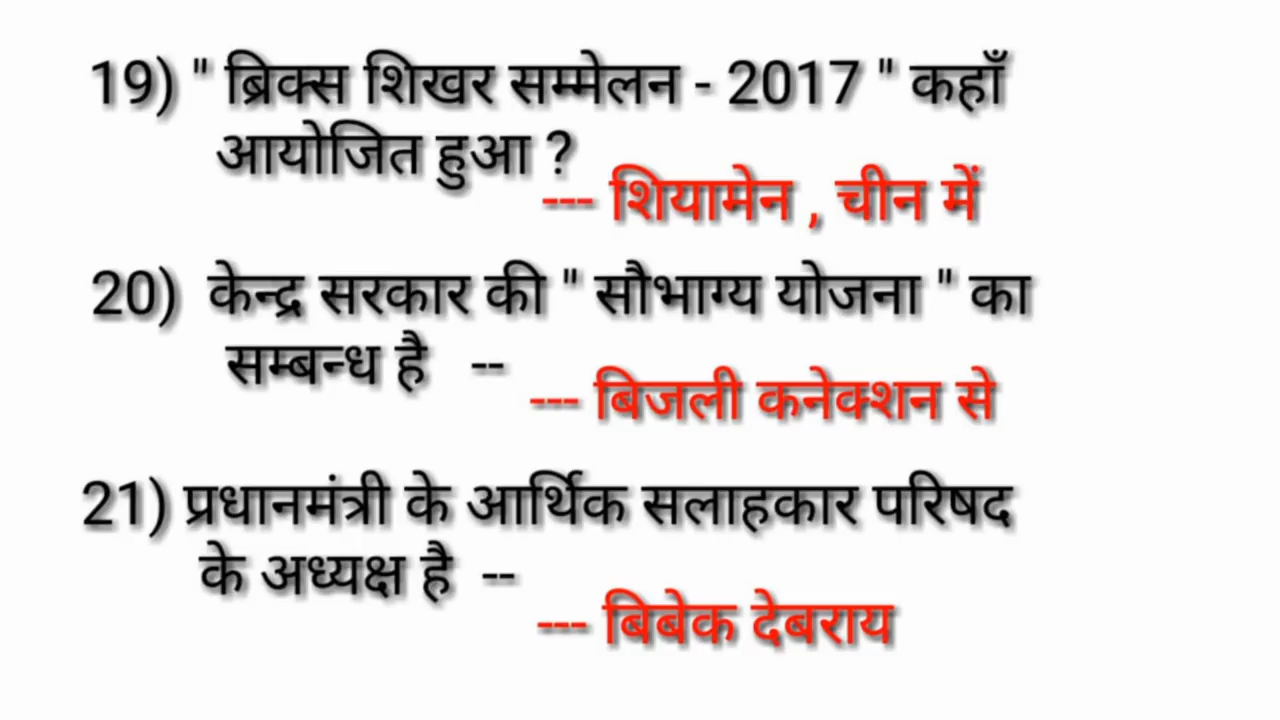 19) " ब्रिक्स शिखर सम्मेलन - 2017 " कहाँ
आयोजित हुआ ?
--- शियामेन , चीन में
20) केन्द्र सरकार की " सौभाग्य योजना " का
सम्बन्ध है --
--- बिजली कनेक्शन से
21) प्रधानमंत्री के आर्थिक सलाहकार परिषद
के अध्यक्ष है --
--- बिबेक देबराय